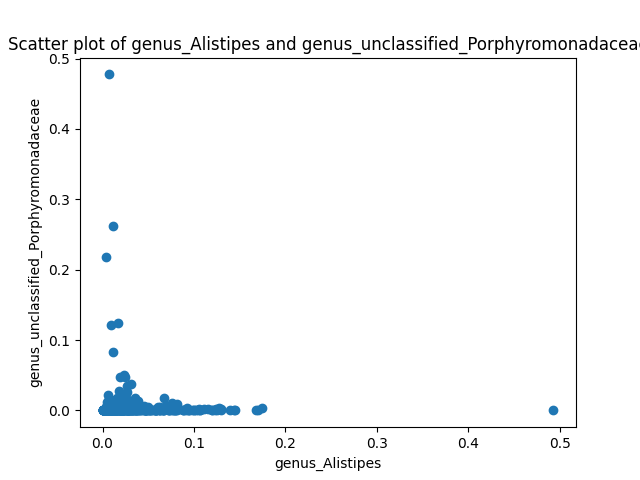 Scatter plot of genus_Alistipes and genus_unclassified_Porphyromonadaceae
0.5
0.4
0.3
0.2
0.1
0.0
genus_unclassified_Porphyromonadaceae
0.0 0.1 0.2 0.3 0.4 0.5
genus_Alistipes